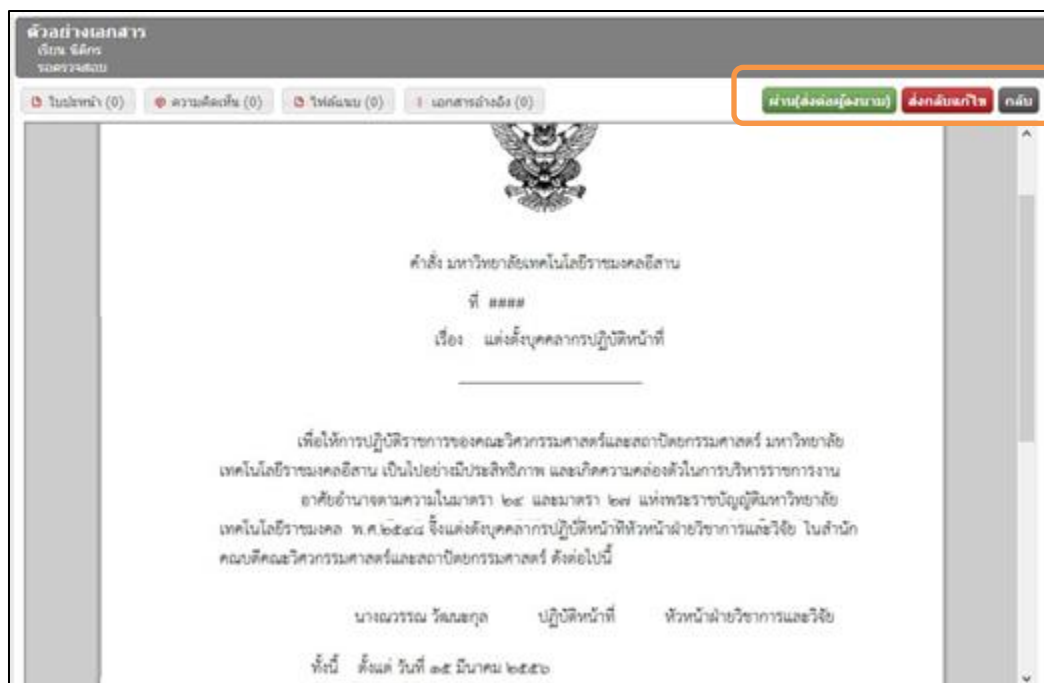 ตัวอย่างเอกสาร
เรียน นิติกร
รอตรวจสอบ
ใบปะหน้า (0) ความคิดเห็น (0) ไฟล์แนบ (0) เอกสารอ้างอิง (0) ผ่าน(ส่งต่อผู้ลงนาม) ส่งกลับแก้ไข กลับ
คำสั่ง มหาวิทยาลัยเทคโนโลยีราชมงคลอีสาน
ที่ ####
เรื่อง แต่งตั้งบุคคลากรปฏิบัติหน้าที่
เพื่อให้การปฏิบัติราชการของคณะวิศวกรรมศาสตร์และสถาปัตยกรรมศาสตร์ มหาวิทยาลัย
เทคโนโลยีราชมงคลอีสาน เป็นไปอย่างมีประสิทธิภาพ และเกิดความคล่องตัวในการบริหารราชการงาน
อาศัยอำนาจตามความในมาตรา ๒๔ และมาตรา ๒๗ แห่งพระราชบัญญัติมหาวิทยาลัย
เทคโนโลยีราชมงคล พ.ศ.๒๕๔๘ จึงแต่งตั้งบุคคลากรปฏิบัติหน้าที่หัวหน้าฝ่ายวิชาการและวิจัย ในสำนัก
คณบดีคณะวิศวกรรมศาสตร์และสถาปัตยกรรมศาสตร์ ดังต่อไปนี้
นางณวรรณ วัฒนะกุล ปฏิบัติหน้าที่ หัวหน้าฝ่ายวิชาการและวิจัย
ทั้งนี้ ตั้งแต่ วันที่ ๑๕ มีนาคม ๒๕๕๖